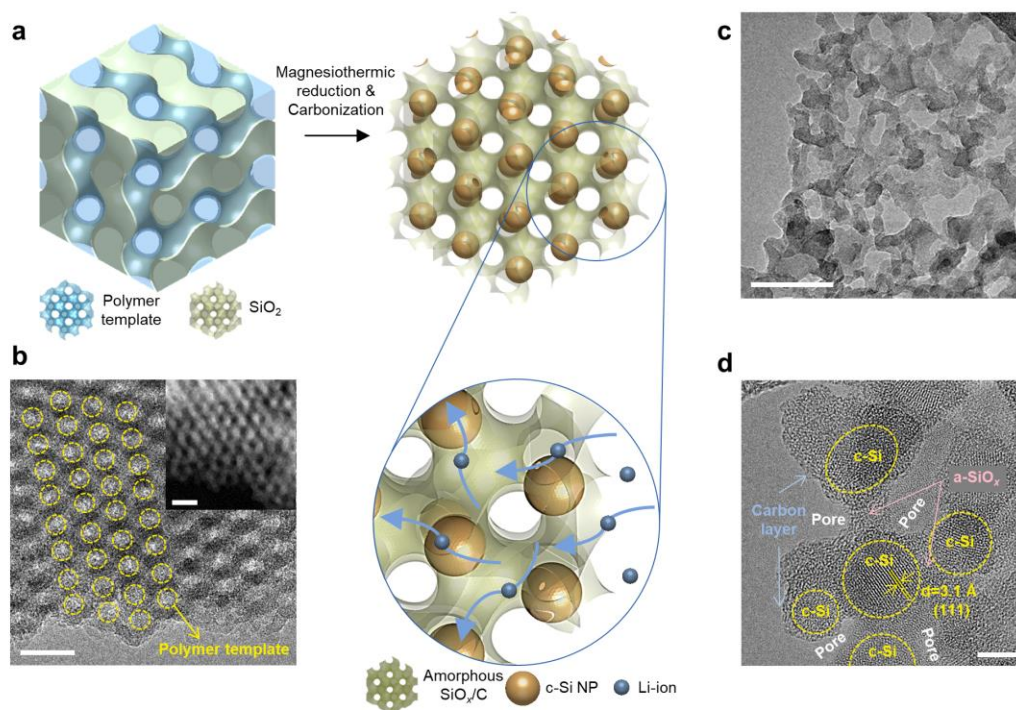 a
Magnesiothermic
reduction &
Carbonization
Polymer
template
SiO₂
b
Polymer template
Amorphous
SiOₓ/C
c-Si NP
Li-ion
c
d
c-Si
a-SiOₓ
Carbon
layer
Pore
Pore
c-Si
c-Si
d=3.1 Å
(111)
c-Si
Pore
Pore
c-Si